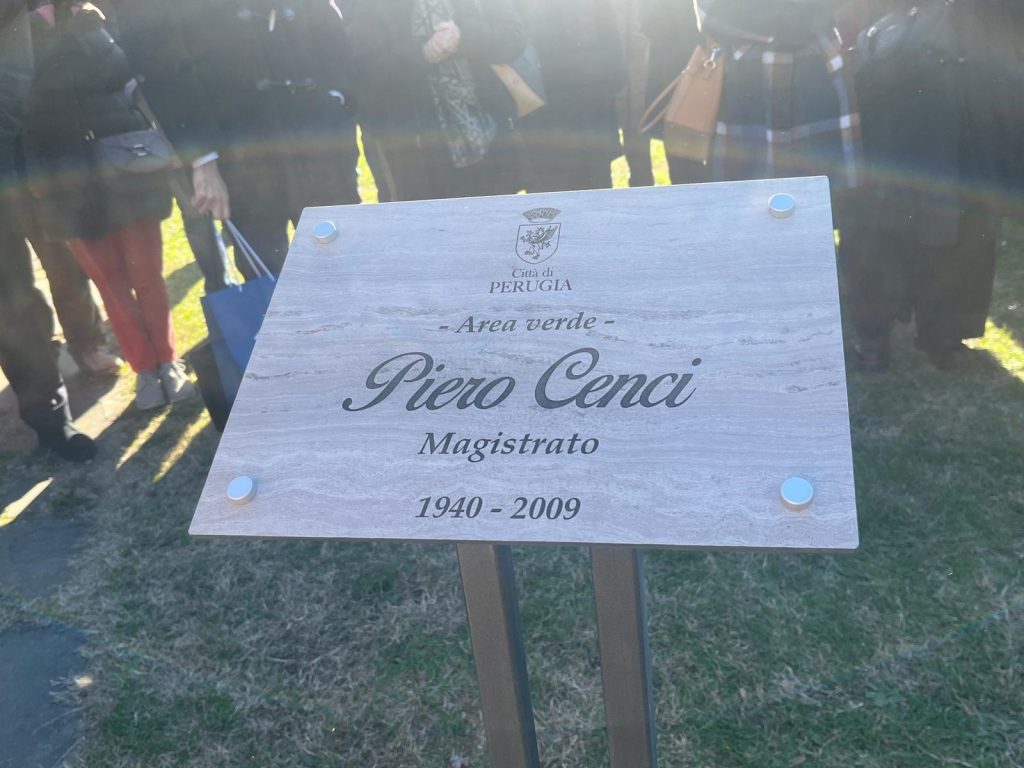 Città di
PERUGIA
- Area verde -
Piero Cenci
Magistrato
1940 - 2009